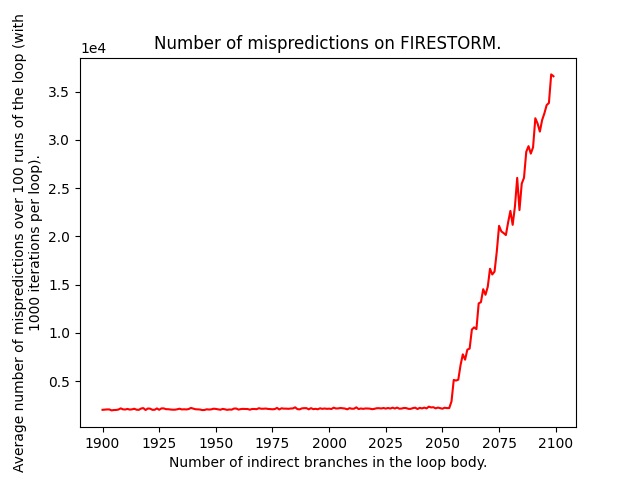 Number of mispredictions on FIRESTORM.
1e4
Average number of mispredictions over 100 runs of the loop (with
1000 iterations per loop).
3.5
3.0
2.5
2.0
1.5
1.0
0.5
1900 1925 1950 1975 2000 2025 2050 2075 2100
Number of indirect branches in the loop body.